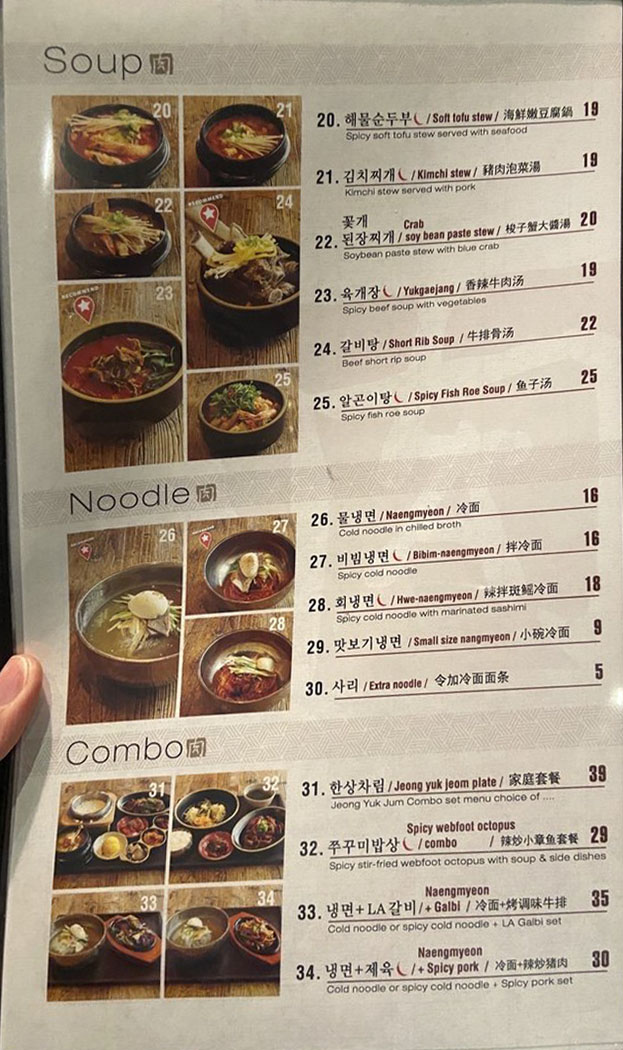 Soup 肉
20
21
22
24
23
25
RECOMMEND
RECOMMEND
20. 해물순두부 / Soft tofu stew / 海鮮嫩豆腐鍋 19
Spicy soft tofu stew served with seafood
21. 김치찌개 / Kimchi stew / 豬肉泡菜湯 19
Kimchi stew served with pork
꽃게 Crab
22. 된장찌개 / soy bean paste stew / 梭子蟹大醬湯 20
Soybean paste stew with blue crab
23. 육개장 / Yukgaejang / 香辣牛肉汤 19
Spicy beef soup with vegetables
24. 갈비탕 / Short Rib Soup / 牛排骨汤 22
Beef short rip soup
25. 알곤이탕 / Spicy Fish Roe Soup / 鱼子汤 25
Spicy fish roe soup
Noodle 肉
26
27
28
26. 물냉면 / Naengmyeon / 冷面 16
Cold noodle in chilled broth
27. 비빔냉면 / Bibim-naengmyeon / 拌冷面 16
Spicy cold noodle
28. 회냉면 / Hwe-naengmyeon / 辣拌斑鳐冷面 18
Spicy cold noodle with marinated sashimi
29. 맛보기냉면 / Small size nangmyeon / 小碗冷面 9
30. 사리 / Extra noodle / 令加冷面面条 5
Combo 肉
31
32
33
34
31. 한상차림 / Jeong yuk jeom plate / 家庭套餐 39
Jeong Yuk Jum Combo set menu choice of ....
Spicy webfoot octopus
32. 쭈꾸미밥상 / combo / 辣炒小章鱼套餐 29
Spicy stir-fried webfoot octopus with soup & side dishes
Naengmyeon
33. 냉면+LA갈비 / + Galbi / 冷面+烤调味牛排 35
Cold noodle or spicy cold noodle + LA Galbi set
Naengmyeon
34. 냉면+제육 / + Spicy pork / 冷面+辣炒猪肉 30
Cold noodle or spicy cold noodle + Spicy pork set